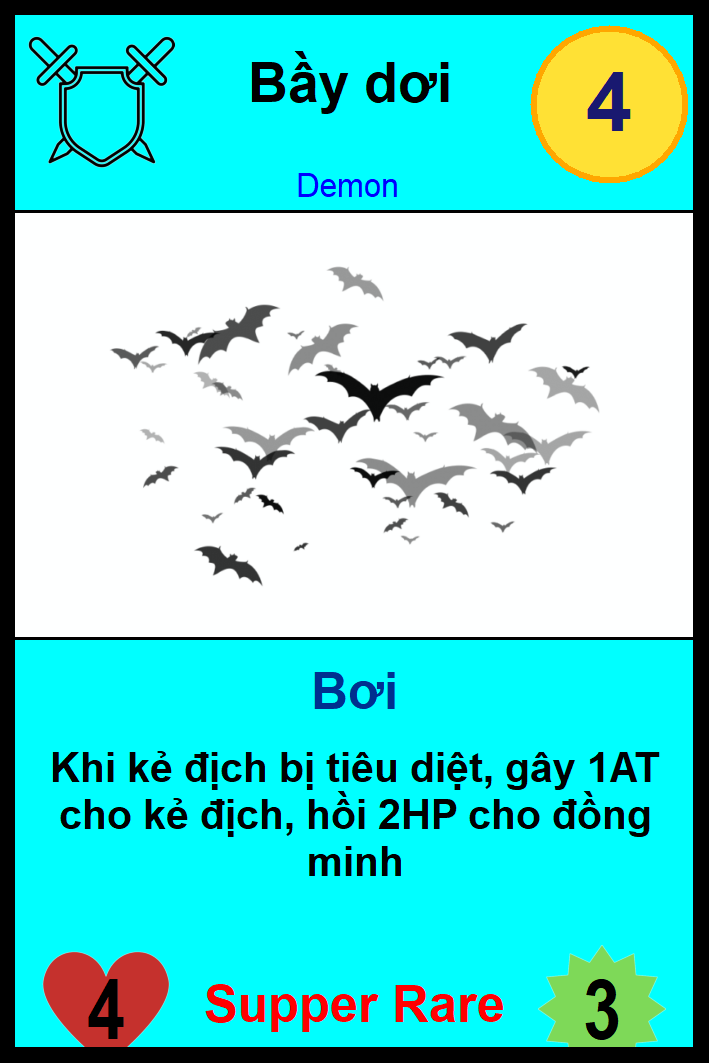 Bầy dơi
4
Demon
Bơi
Khi kẻ địch bị tiêu diệt, gây 1AT
cho kẻ địch, hồi 2HP cho đồng
minh
4
Supper Rare
3